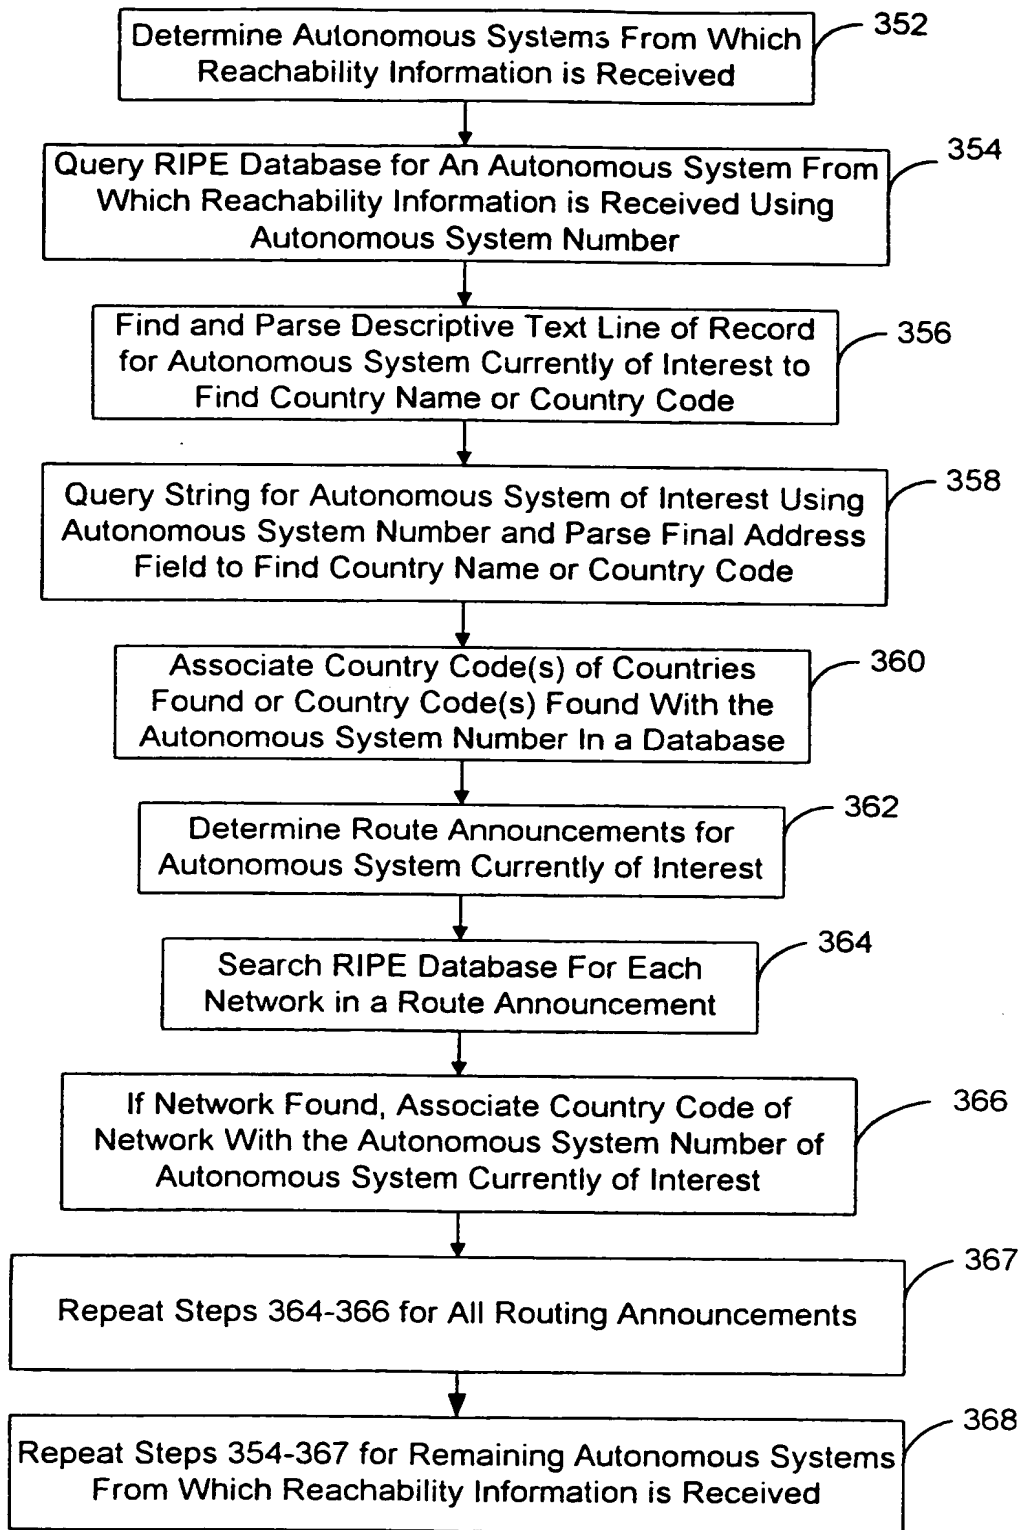 Determine Autonomous Systems From Which
Reachability Information is Received
352
Query RIPE Database for An Autonomous System From
Which Reachability Information is Received Using
Autonomous System Number
354
Find and Parse Descriptive Text Line of Record
for Autonomous System Currently of Interest to
Find Country Name or Country Code
356
Query String for Autonomous System of Interest Using
Autonomous System Number and Parse Final Address
Field to Find Country Name or Country Code
358
Associate Country Code(s) of Countries
Found or Country Code(s) Found With the
Autonomous System Number In a Database
360
Determine Route Announcements for
Autonomous System Currently of Interest
362
Search RIPE Database For Each
Network in a Route Announcement
364
If Network Found, Associate Country Code of
Network With the Autonomous System Number of
Autonomous System Currently of Interest
366
Repeat Steps 364-366 for All Routing Announcements
367
Repeat Steps 354-367 for Remaining Autonomous Systems
From Which Reachability Information is Received
368